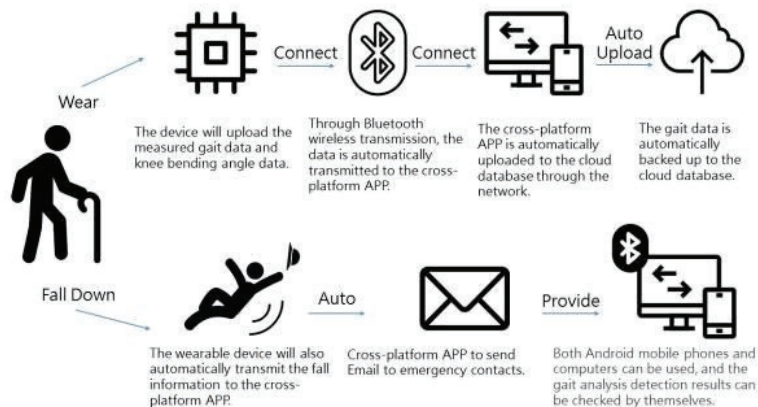 Connect
Connect
Auto
Upload
Wear
The device will upload the
measured gait data and
knee bending angle data.
Through Bluetooth
wireless transmission, the
data is automatically
transmitted to the cross-
platform APP.
The cross-platform
APP is automatically
uploaded to the cloud
database through the
network.
The gait data is
automatically
backed up to the
cloud database.
Fall Down
Auto
Provide
The wearable device will also
automatically transmit the fall
information to the cross-
platform APP.
Cross-platform APP to send
Email to emergency contacts.
Both Android mobile phones and
computers can be used, and the
gait analysis detection results can
be checked by themselves.